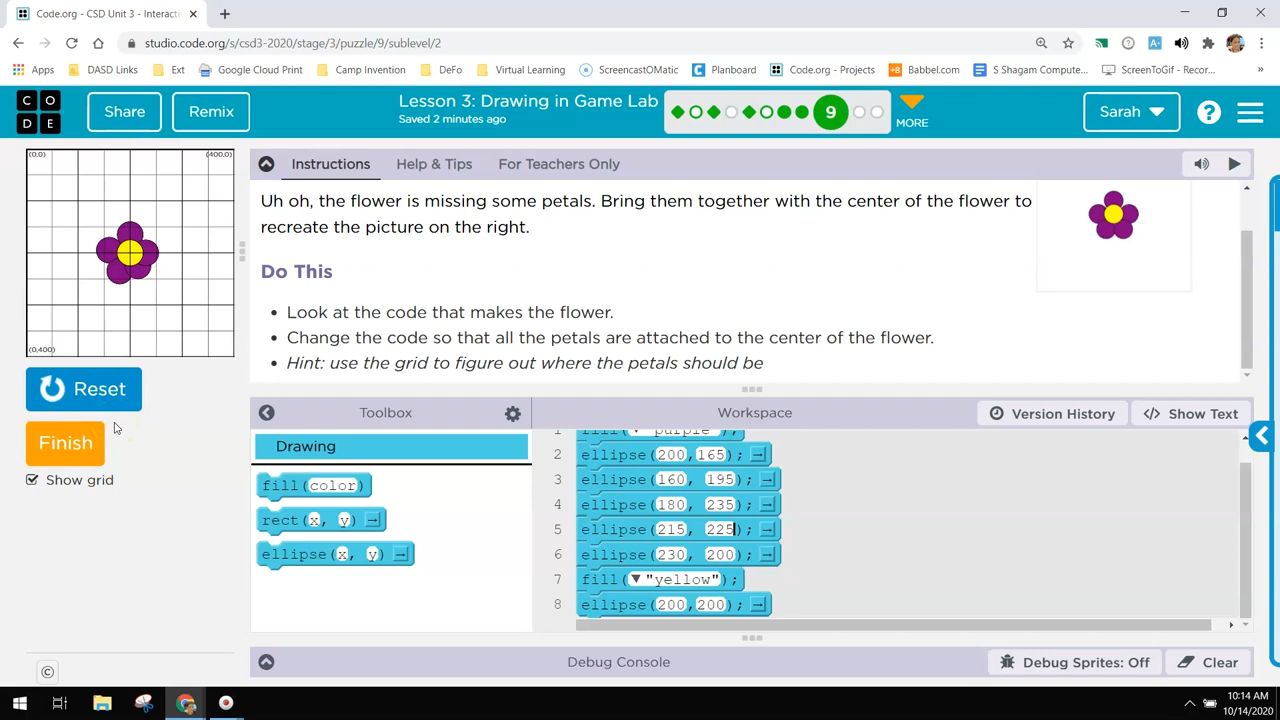 Code.org - CSD Unit 3 - Interacti
studio.code.org/s/csd3-2020/stage/3/puzzle/9/sublevel/2
Apps DASD Links Ext Google Cloud Print Camp Invention DeFo Virtual Learning ScreencastOMatic Planboard Code.org - Projects Babbel.com S Shagam Compute... ScreenToGif - Recor...
CODE
Share
Remix
Lesson 3: Drawing in Game Lab
Saved 2 minutes ago
9
MORE
Sarah
?
(0,0)
(400,0)
(0,400)
Instructions Help & Tips For Teachers Only
Uh oh, the flower is missing some petals. Bring them together with the center of the flower to
recreate the picture on the right.
Do This
• Look at the code that makes the flower.
• Change the code so that all the petals are attached to the center of the flower.
• Hint: use the grid to figure out where the petals should be
Reset
Finish
Show grid
Toolbox
Workspace
Version History
</> Show Text
Drawing
fill(color)
rect(x, y)
ellipse(x, y)
1 fill("purple");
2 ellipse(200,165);
3 ellipse(160, 195);
4 ellipse(180, 235);
5 ellipse(215, 225);
6 ellipse(230, 200);
7 fill("yellow");
8 ellipse(200,200);
©
Debug Console
Debug Sprites: Off
Clear
10:14 AM
10/14/2020